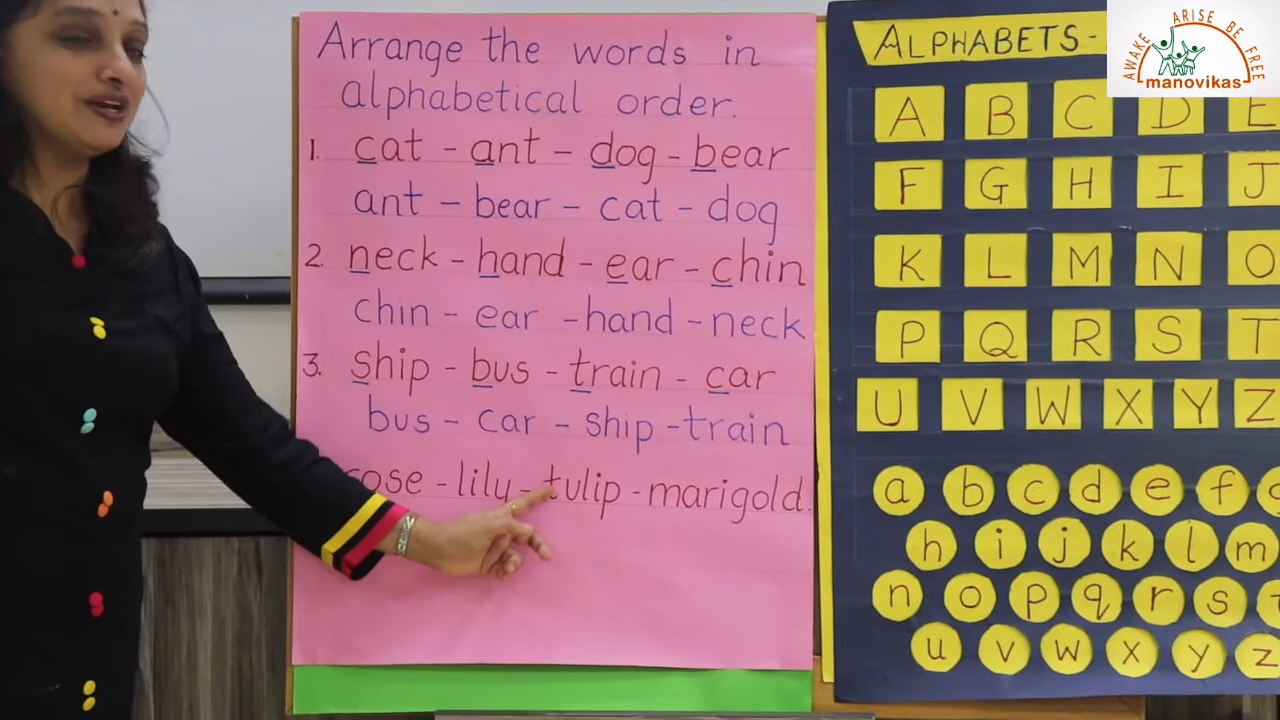 Arrange the words in
alphabetical order.
1. cat - ant - dog - bear
ant - bear - cat - dog
2 neck - hand - ear - chin
chin - ear - hand - neck
3. ship - bus - train - car
bus - car - ship - train
rose - lily - tulip - marigold.
ALPHABETS -
A B C D E
F G H I J
K L M N O
P Q R S T
U V W X Y Z
a b c d e f g
h i j k l m
n o p q r s t
u v w x y z
AWAKE ARISE BE FREE
manovikas